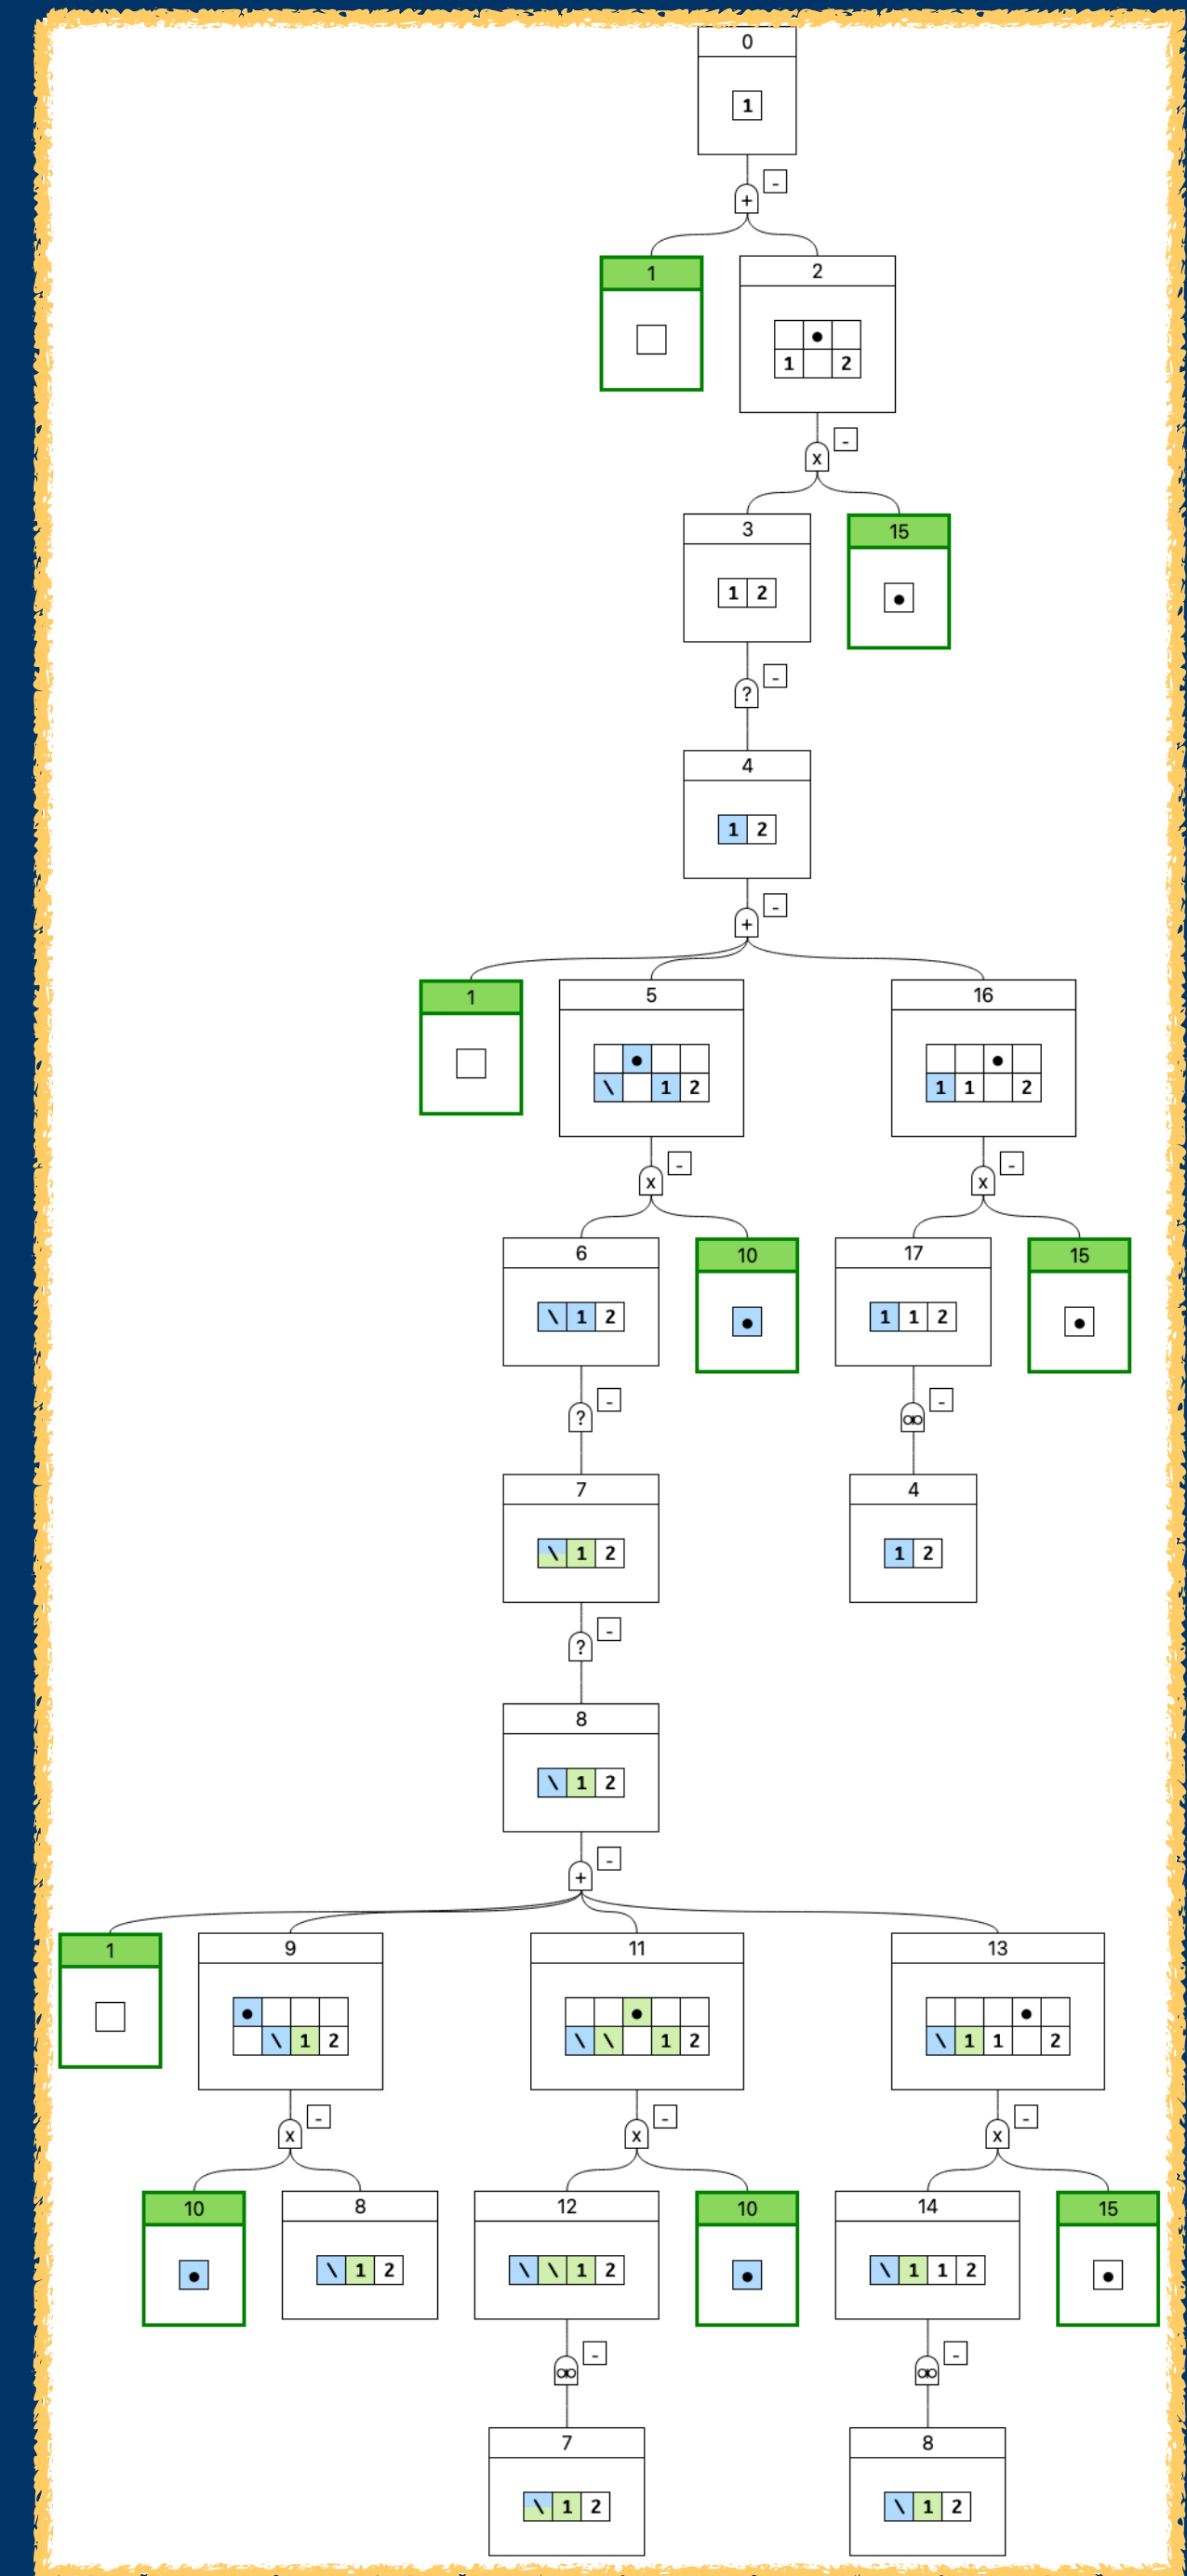 0
1
-
+
1 2
●
1 2
-
x
3 15
1 2 ●
-
?
4
1 2
-
+
1 5 16
● ●
\ 1 2 1 1 2
- -
x x
6 10 17 15
\ 1 2 ● 1 1 2 ●
- -
? ∞
7 4
\ 1 2 1 2
-
?
8
\ 1 2
-
+
1 9 11 13
● ● ●
\ 1 2 \ \ 1 2 \ 1 1 2
- - -
x x x
10 8 12 10 14 15
● \ 1 2 \ \ 1 2 ● \ 1 1 2 ●
- -
∞ ∞
7 8
\ 1 2 \ 1 2